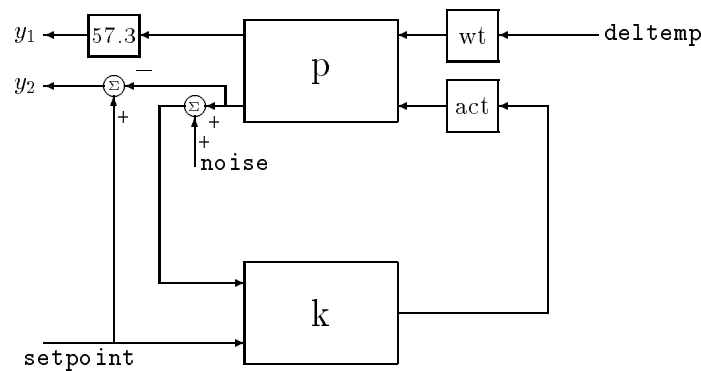 y₁
57.3
p
wt
deltemp
y₂
Σ
−
Σ
+
act
+
+
noise
k
setpoint